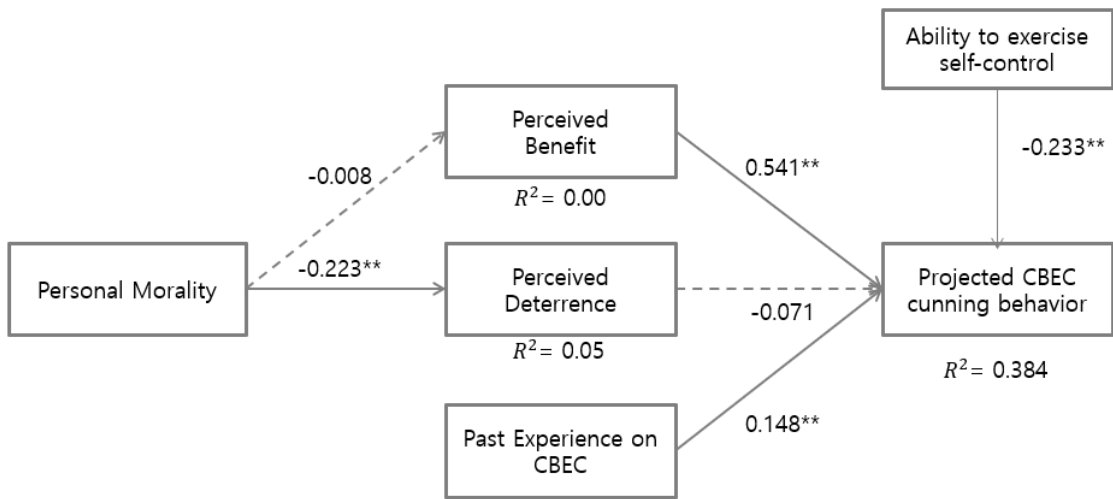 Ability to exercise
self-control
-0.233**
Perceived
Benefit
R² = 0.00
-0.008
0.541**
Personal Morality
-0.223**
Perceived
Deterrence
R² = 0.05
-0.071
Projected CBEC
cunning behavior
R² = 0.384
Past Experience on
CBEC
0.148**